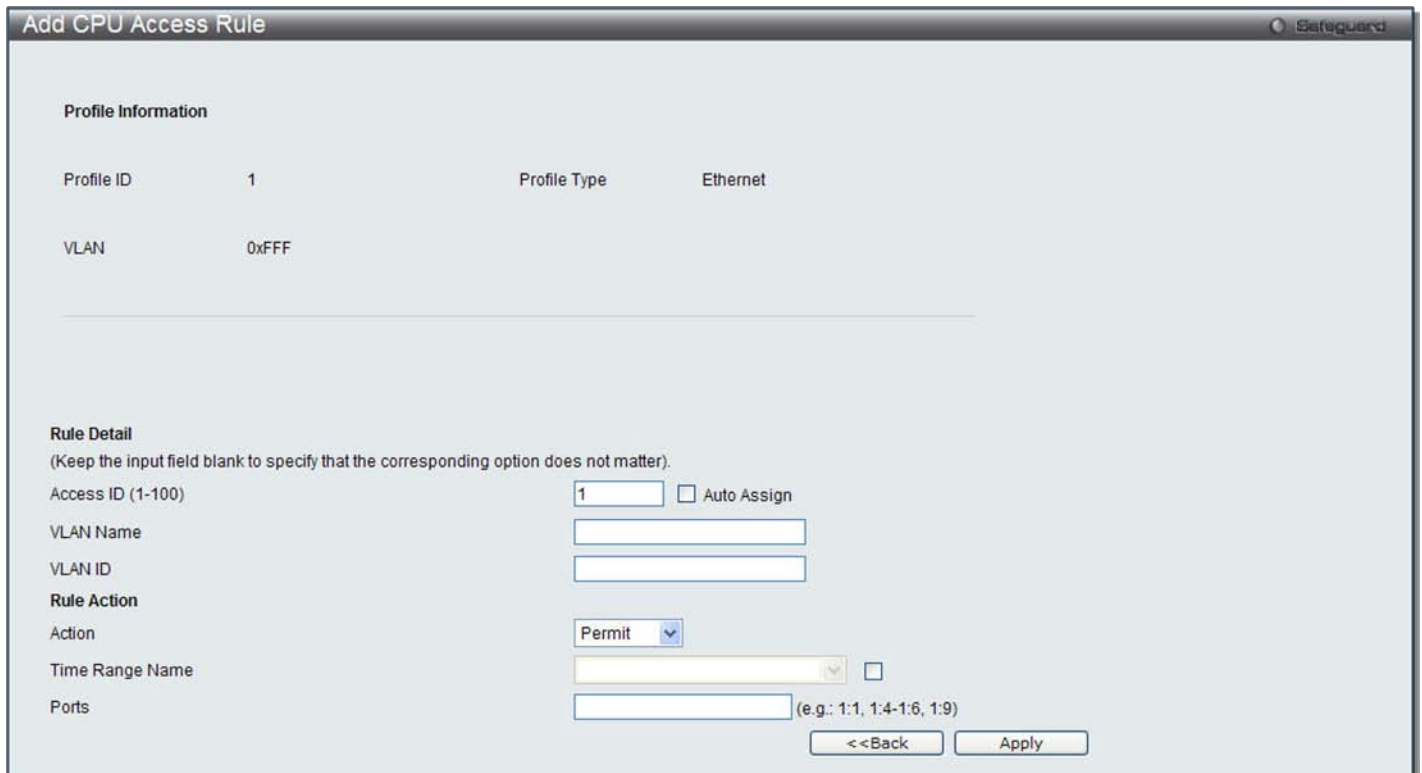 Add CPU Access Rule
Safeguard
Profile Information
Profile ID 1 Profile Type Ethernet
VLAN 0xFFF
Rule Detail
(Keep the input field blank to specify that the corresponding option does not matter).
Access ID (1-100) 1 Auto Assign
VLAN Name
VLAN ID
Rule Action
Action Permit
Time Range Name
Ports (e.g.: 1:1, 1:4-1:6, 1:9)
<<Back Apply